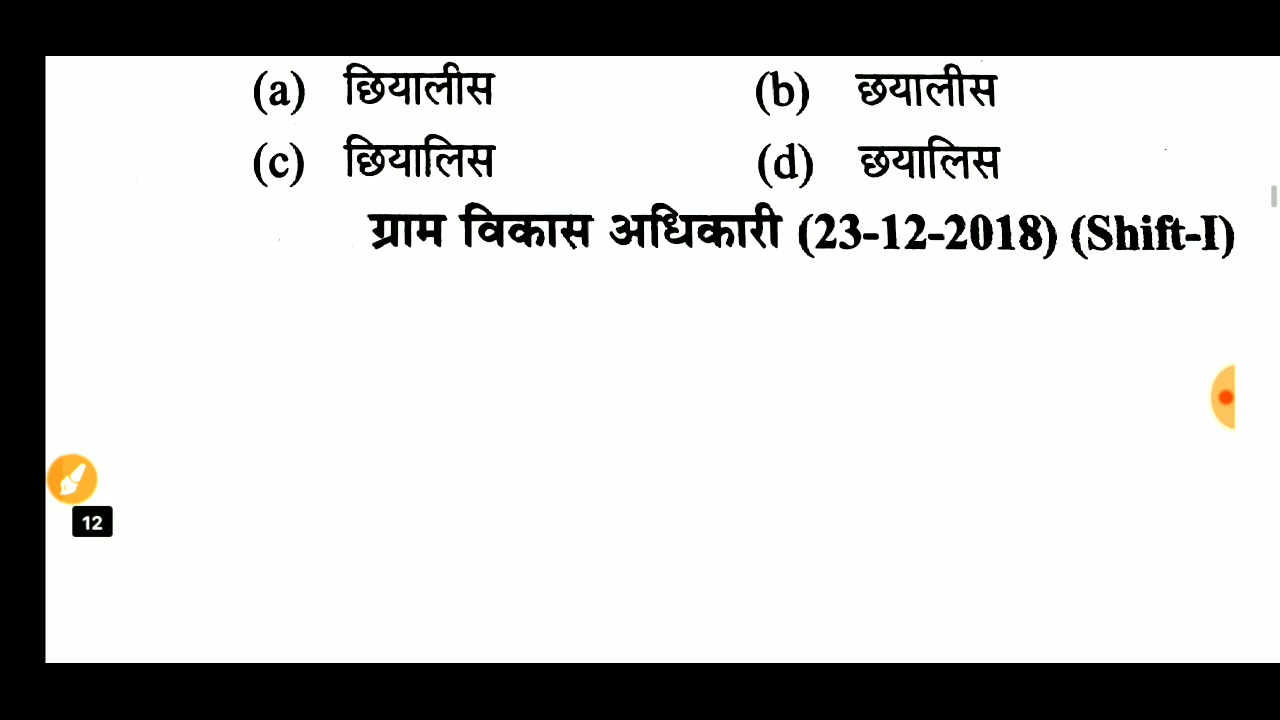 (a) छियालीस (b) छयालीस
(c) छियालिस (d) छयालिस
ग्राम विकास अधिकारी (23-12-2018) (Shift-I)
12